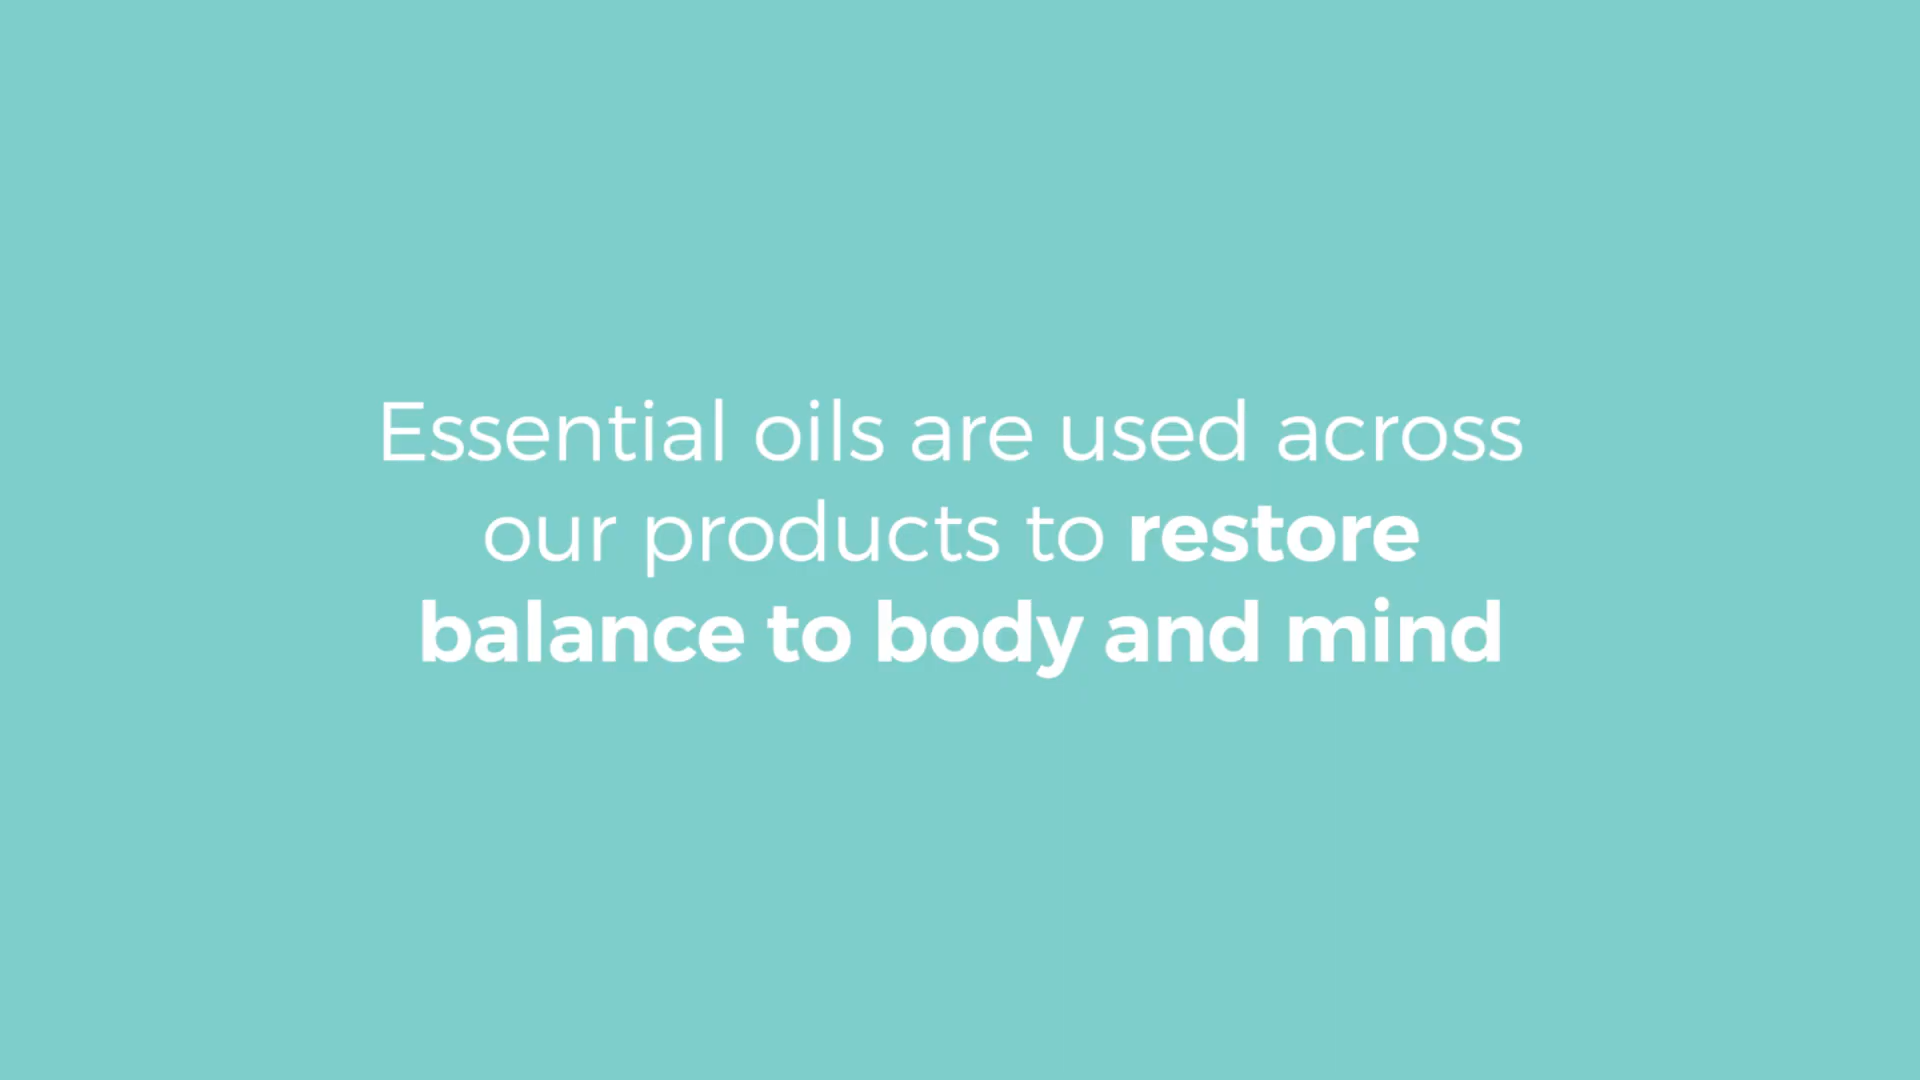 Essential oils are used across
our products to restore
balance to body and mind